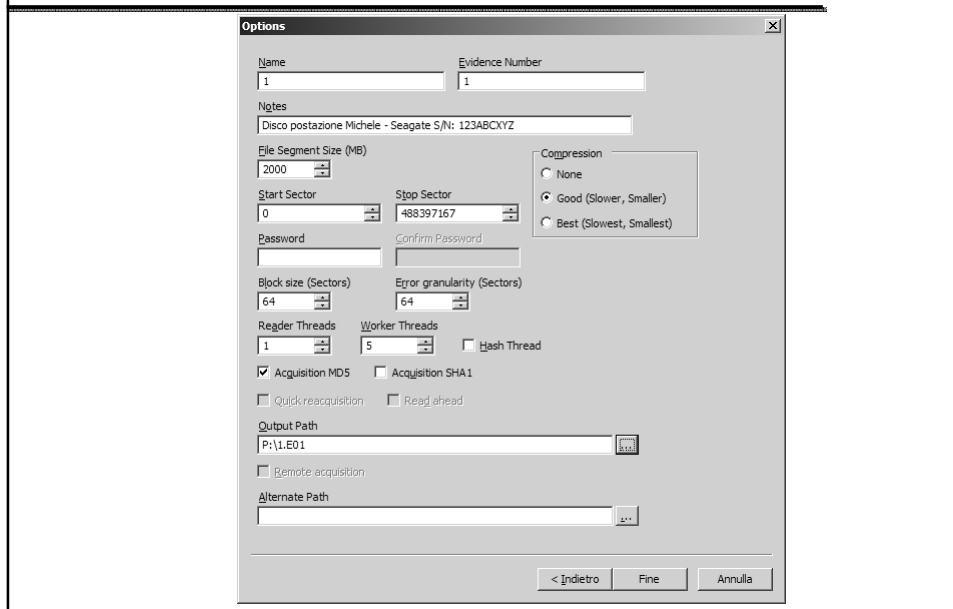 Options
Name Evidence Number
1 1
Notes
Disco postazione Michele - Seagate S/N: 123ABCXYZ
File Segment Size (MB) Compression
2000 None
Start Sector Stop Sector Good (Slower, Smaller)
0 488397167 Best (Slowest, Smallest)
Password Confirm Password
Block size (Sectors) Error granularity (Sectors)
64 64
Reader Threads Worker Threads
1 5 Hash Thread
Acquisition MD5 Acquisition SHA1
Quick reacquisition Read ahead
Output Path
P:\1.E01 ...
Remote acquisition
Alternate Path
...
< Indietro Fine Annulla